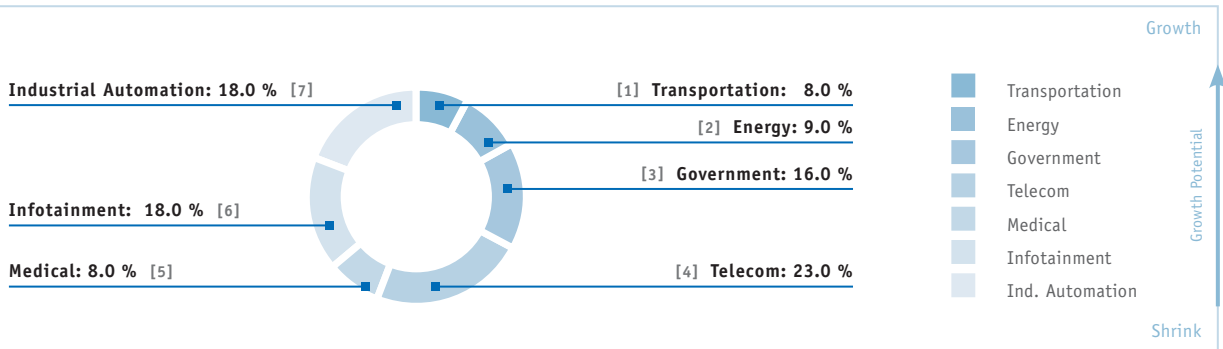 Growth
Industrial Automation: 18.0 % [7]
[1] Transportation: 8.0 %
[2] Energy: 9.0 %
[3] Government: 16.0 %
Infotainment: 18.0 % [6]
Medical: 8.0 % [5]
[4] Telecom: 23.0 %
Transportation
Energy
Government
Telecom
Medical
Infotainment
Ind. Automation
Growth Potential
Shrink